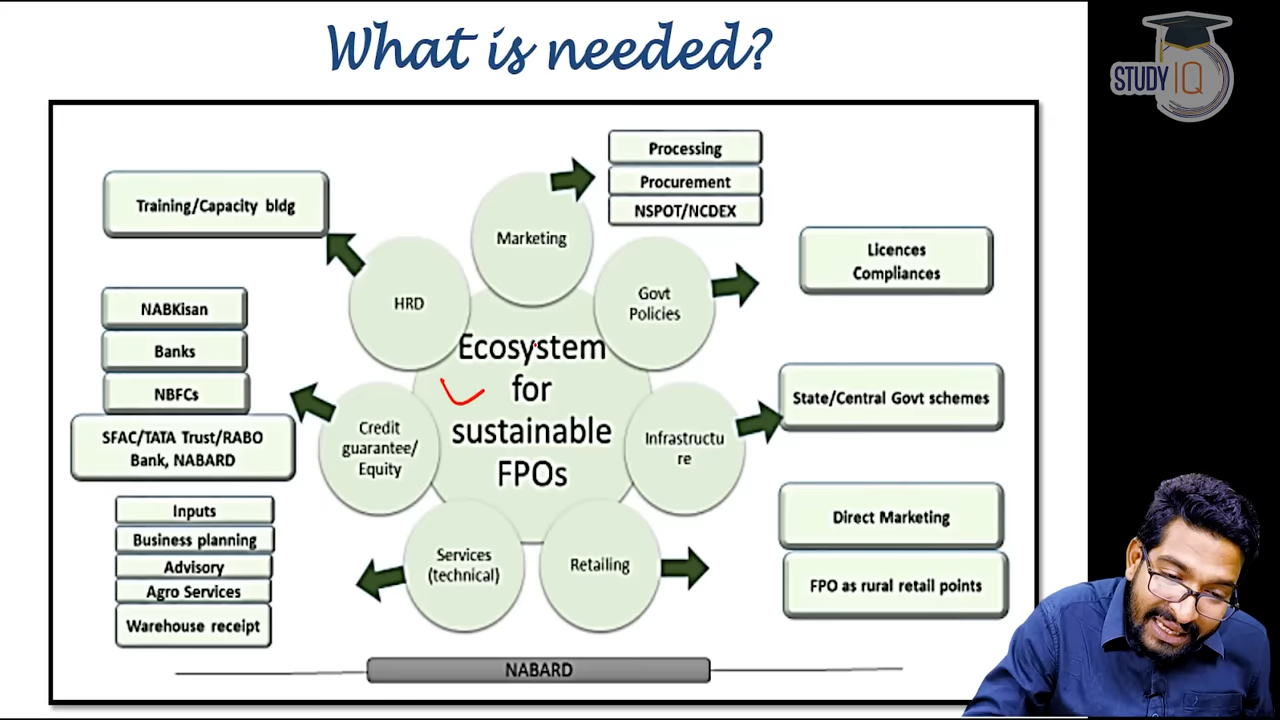 What is needed?
STUDY IQ
Processing
Procurement
NSPOT/NCDEX
Training/Capacity bldg
Marketing
Licences
Compliances
HRD
Govt
Policies
NABKisan
Banks
NBFCs
SFAC/TATA Trust/RABO
Bank, NABARD
Ecosystem
for
sustainable
FPOs
State/Central Govt schemes
Credit
guarantee/
Equity
Infrastructu
re
Inputs
Business planning
Advisory
Agro Services
Warehouse receipt
Services
(technical)
Retailing
Direct Marketing
FPO as rural retail points
NABARD